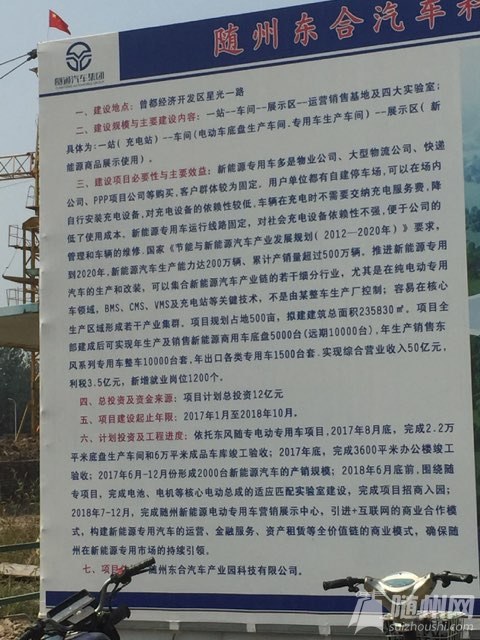 随州东合汽车科
随通汽车集团
一、建设地点：曾都经济开发区星光一路
二、建设规模与主要建设内容：一站--车间--展示区--运营销售基地及四大实验室；
具体为:一站(充电站)--车间(电动车底盘生产车间、专用车生产车间)--展示区(新
能源商品展示使用)。
三、建设项目必要性与主要效益：新能源专用车多是物业公司、大型物流公司、快递
公司、PPP项目公司等购买，客户群体较为固定。用户单位都有自建停车场，可以在场内
自行安装充电设备，对充电设备的依赖性较低，车辆在充电时不需要交纳充电服务费，降
低了使用成本。新能源专用车运行线路固定，对社会充电设备依赖性不强，便于公司的
管理和车辆的维修.国家《节能与新能源汽车产业发展规划(2012—2020年)》要求，
到2020年，新能源汽车生产能力达200万辆、累计产销量超过500万辆，推进新能源专用
汽车的生产和改装，可以集合新能源汽车产业链的若干细分行业，尤其是在纯电动专用
车领域，BMS、CMS、VMS及充电站等关键技术，不是由某整车生产厂控制；容易在核心
生产区域形成若干产业集群。项目规划占地500亩，拟建建筑总面积235830㎡，项目全
部建成后可实现年生产及销售新能源商用车底盘5000台(远期10000台)，年生产销售东
风系列专用车整车10000台套，年出口各类专用车1500台套.实现综合营业收入50亿元，
利税3.5亿元，新增就业岗位1200个。
四、总投资及资金来源：项目计划总投资12亿元
五、项目建设起止年限：2017年1月至2018年10月。
六、计划投资及工程进度：依托东风随专电动专用车项目,2017年8月底，完成2.2万
平米底盘生产车间和6万平米成品车库竣工验收；2017年底，完成3600平米办公楼竣工
验收；2017年6月-12月份形成2000台新能源汽车的产销规模；2018年6月底前，围绕随
专项目，完成电池、电机等核心电动总成的适应匹配实验室建设，完成项目招商入园；
2018年7-12月，完成随州新能源电动专用车营销展示中心，引进+互联网的商业合作模
式，构建新能源专用汽车的运营、金融服务、资产租赁等全价值链的商业模式，确保随
州在新能源专用市场的持续引领。
七、项目 随州东合汽车产业园科技有限公司。
随州网
suizhoushi.com